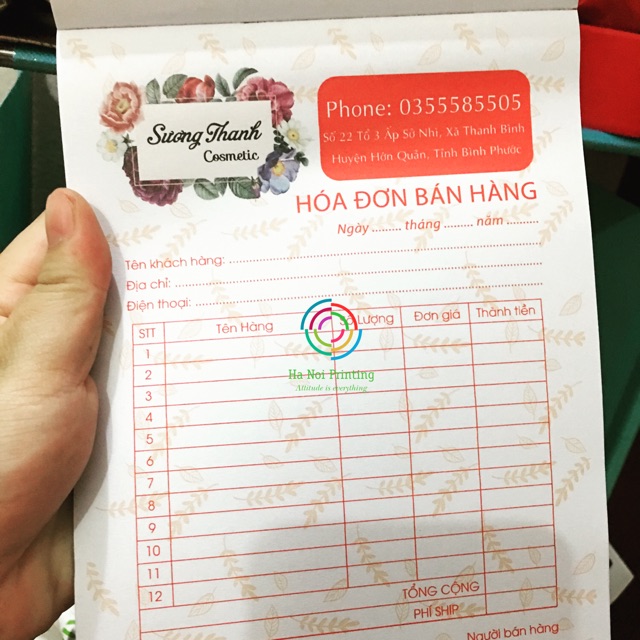 Sương Thanh
Cosmetic
Phone: 0355585505
Số 22 Tổ 3 Ấp Sở Nhì, Xã Thanh Bình
Huyện Hớn Quản, Tỉnh Bình Phước
HÓA ĐƠN BÁN HÀNG
Ngày ......... tháng ......... năm .........
Tên khách hàng:
Địa chỉ:
Điện thoại:
STT Tên Hàng Số Lượng Đơn giá Thành tiền
1
2
3
4
5
6
7
8
9
10
11
12
Ha Noi Printing
Attitude is everything
TỔNG CỘNG
PHÍ SHIP
Người bán hàng